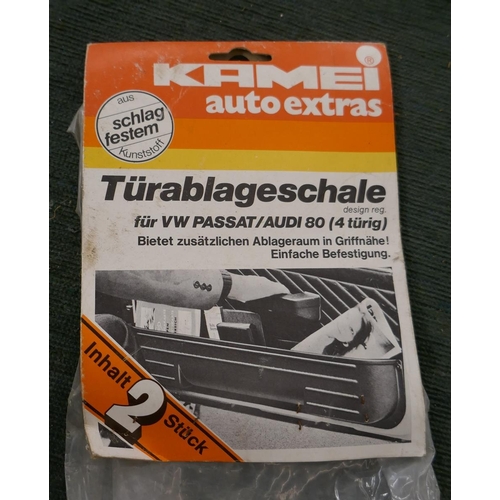 KAMEI®
auto extras
aus
schlag
festem
Kunststoff
Türablageschale
design reg.
für VW PASSAT/AUDI 80 (4 türig)
Bietet zusätzlichen Ablageraum in Griffnähe!
Einfache Befestigung.
Inhalt
2
Stück